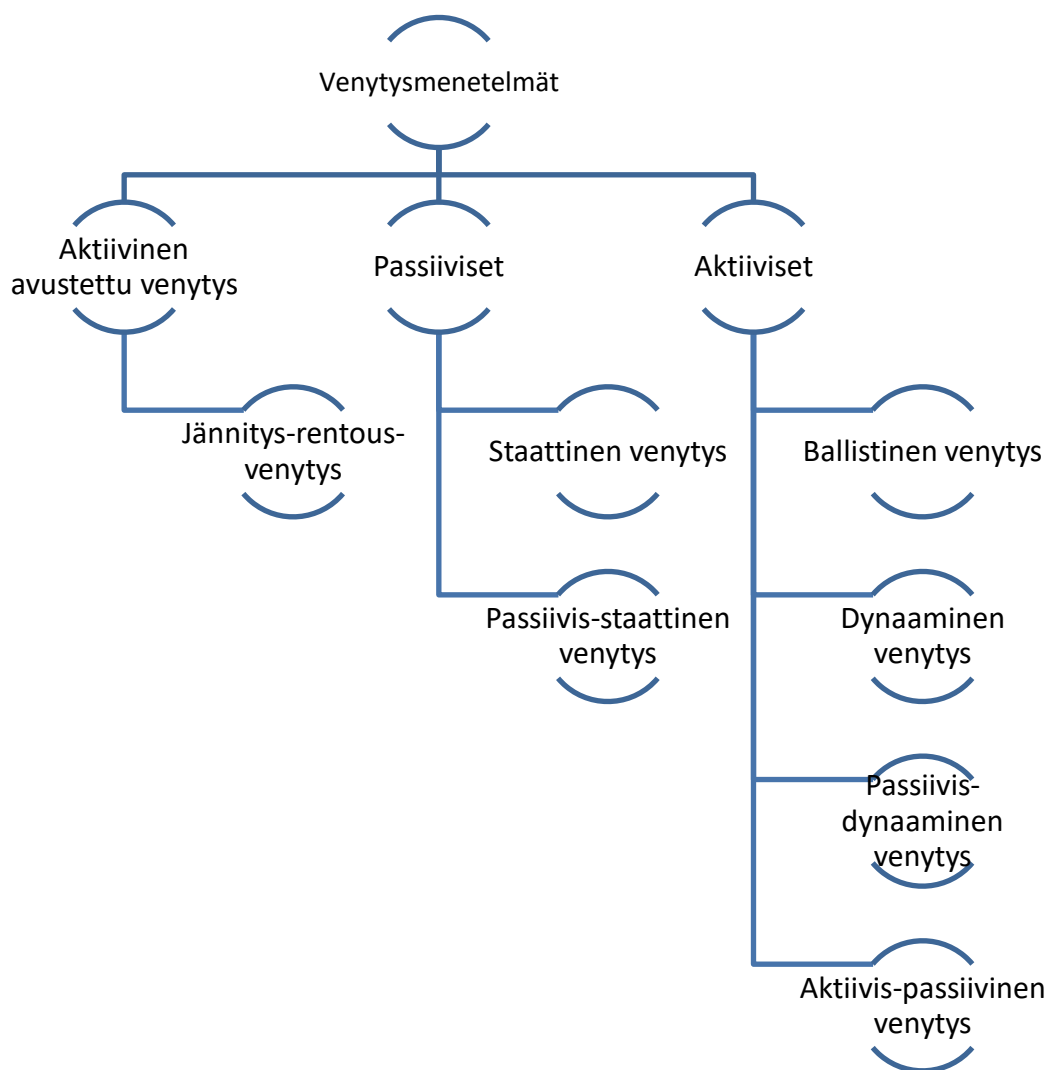 Venytysmenetelmät
Aktiivinen
avustettu venytys
Passiiviset
Aktiiviset
Jännitys-rentous-
venytys
Staattinen venytys
Ballistinen venytys
Passiivis-staattinen
venytys
Dynaaminen
venytys
Passiivis-
dynaaminen
venytys
Aktiivis-passiivinen
venytys